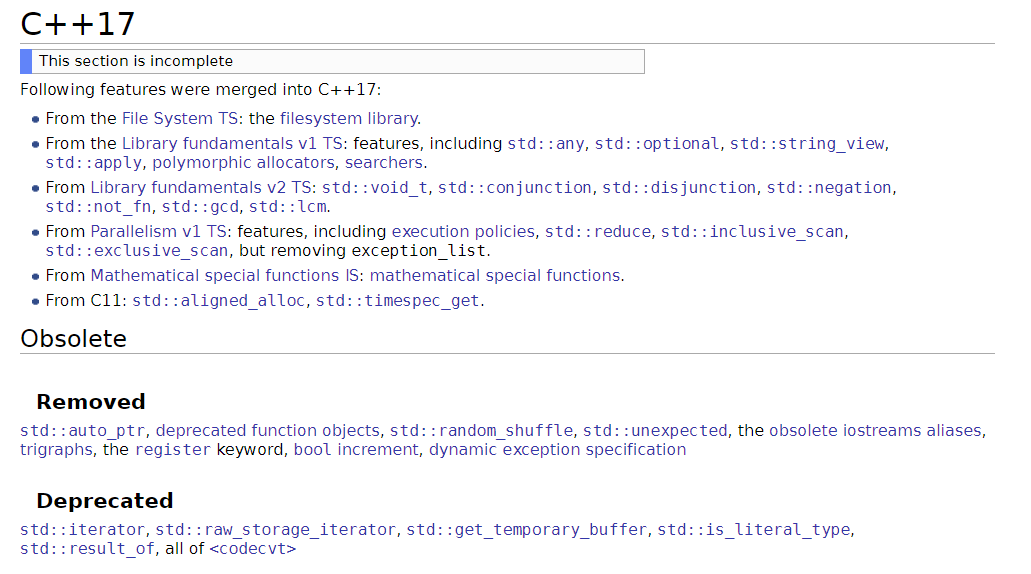 C++17
This section is incomplete
Following features were merged into C++17:
From the File System TS: the filesystem library.
From the Library fundamentals v1 TS: features, including std::any, std::optional, std::string_view,
std::apply, polymorphic allocators, searchers.
From Library fundamentals v2 TS: std::void_t, std::conjunction, std::disjunction, std::negation,
std::not_fn, std::gcd, std::lcm.
From Parallelism v1 TS: features, including execution policies, std::reduce, std::inclusive_scan,
std::exclusive_scan, but removing exception_list.
From Mathematical special functions IS: mathematical special functions.
From C11: std::aligned_alloc, std::timespec_get.
Obsolete
Removed
std::auto_ptr, deprecated function objects, std::random_shuffle, std::unexpected, the obsolete iostreams aliases,
trigraphs, the register keyword, bool increment, dynamic exception specification
Deprecated
std::iterator, std::raw_storage_iterator, std::get_temporary_buffer, std::is_literal_type,
std::result_of, all of <codecvt>